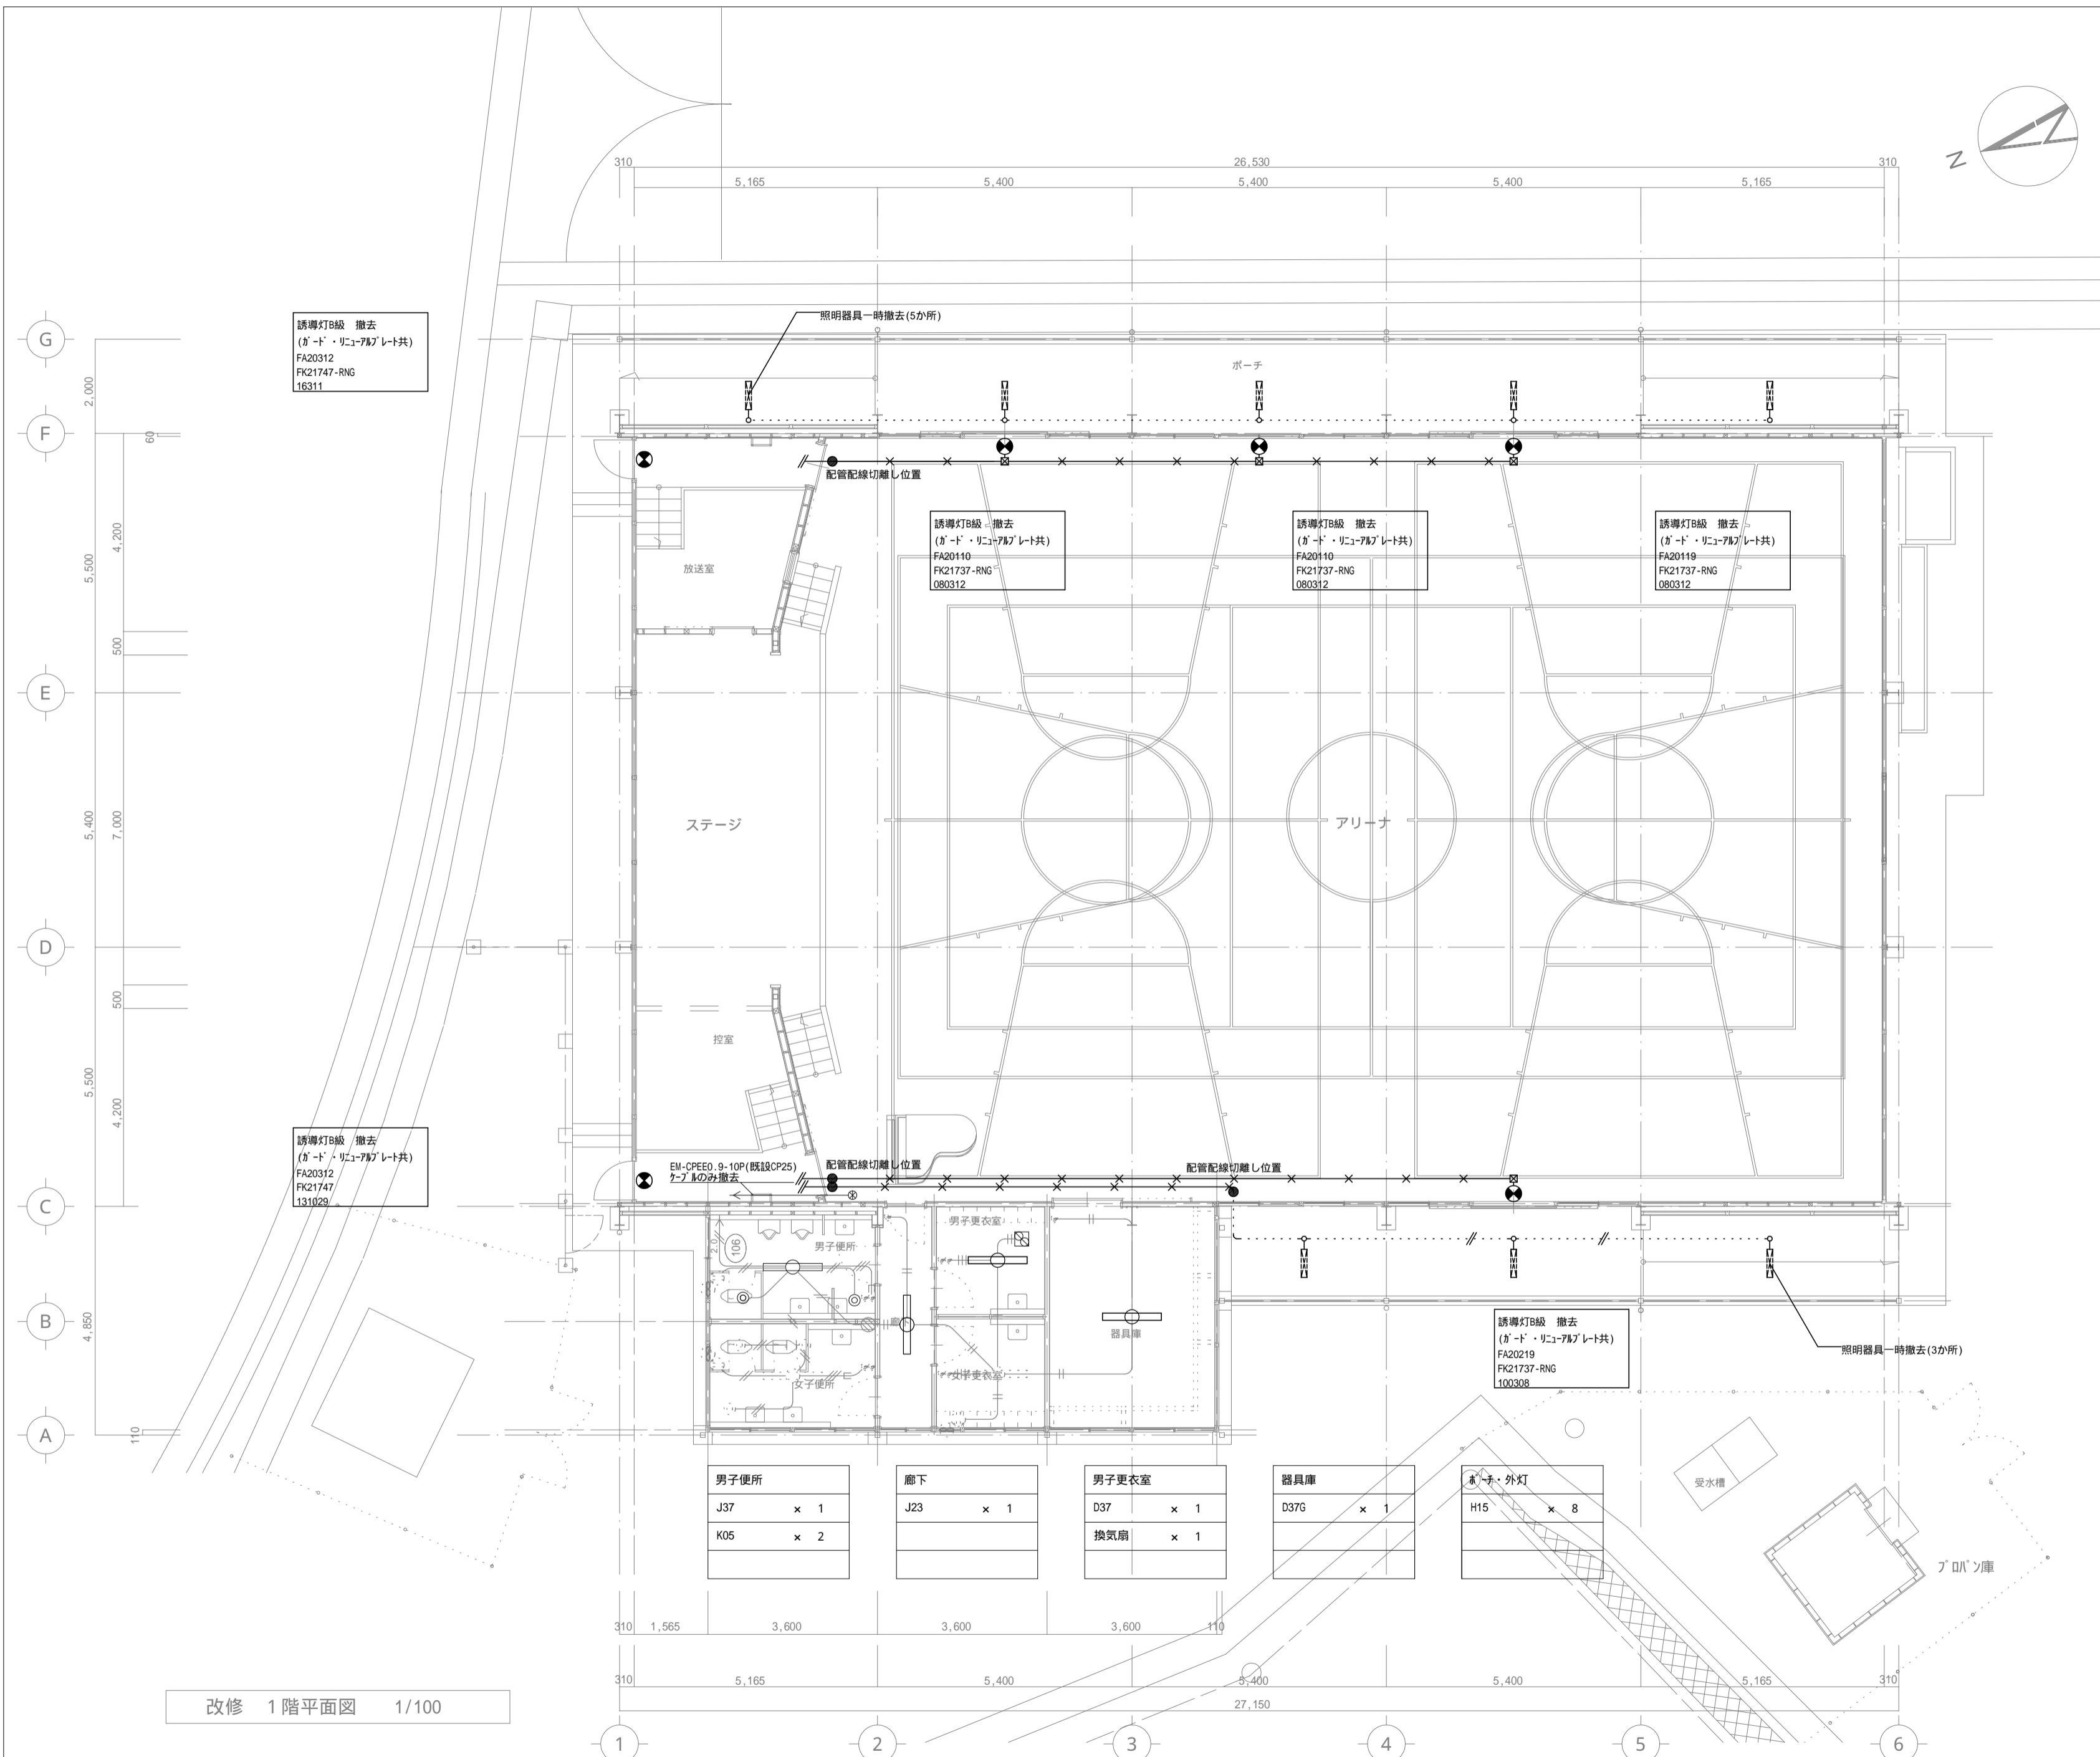 310
26,530
310
5,165
5,400
5,400
5,400
5,165
N
誘導灯B級　撤去
(ｶﾞｰﾄﾞ・ﾘﾆｭｰｱﾙﾌﾟﾚｰﾄ共)
FA20312
FK21747-RNG
16311
照明器具一時撤去(5か所)
ポーチ
G
F
E
D
C
B
A
2,000
60
5,500
4,200
500
5,400
7,000
500
5,500
4,200
4,850
110
配管配線切離し位置
放送室
誘導灯B級　撤去
(ｶﾞｰﾄﾞ・ﾘﾆｭｰｱﾙﾌﾟﾚｰﾄ共)
FA20110
FK21737-RNG
080312
誘導灯B級　撤去
(ｶﾞｰﾄﾞ・ﾘﾆｭｰｱﾙﾌﾟﾚｰﾄ共)
FA20110
FK21737-RNG
080312
誘導灯B級　撤去
(ｶﾞｰﾄﾞ・ﾘﾆｭｰｱﾙﾌﾟﾚｰﾄ共)
FA20119
FK21737-RNG
080312
ステージ
アリーナ
控室
誘導灯B級　撤去
(ｶﾞｰﾄﾞ・ﾘﾆｭｰｱﾙﾌﾟﾚｰﾄ共)
FA20312
FK21747
131029
EM-CPEE0.9-10P(既設CP25)
ｹｰﾌﾞﾙのみ撤去
配管配線切離し位置
配管配線切離し位置
男子便所
男子更衣室
2.0
106
器具庫
女子便所
女子更衣室
誘導灯B級　撤去
(ｶﾞｰﾄﾞ・ﾘﾆｭｰｱﾙﾌﾟﾚｰﾄ共)
FA20219
FK21737-RNG
100308
照明器具一時撤去(3か所)
男子便所
J37 × 1
K05 × 2
廊下
J23 × 1
男子更衣室
D37 × 1
換気扇 × 1
器具庫
D37G × 1
ﾎﾟｰﾁ・外灯
H15 × 8
受水槽
ﾌﾟﾛﾊﾟﾝ庫
310
1,565
3,600
3,600
3,600
110
310
5,165
5,400
5,400
5,400
5,165
310
27,150
改修　1階平面図　1/100
1
2
3
4
5
6